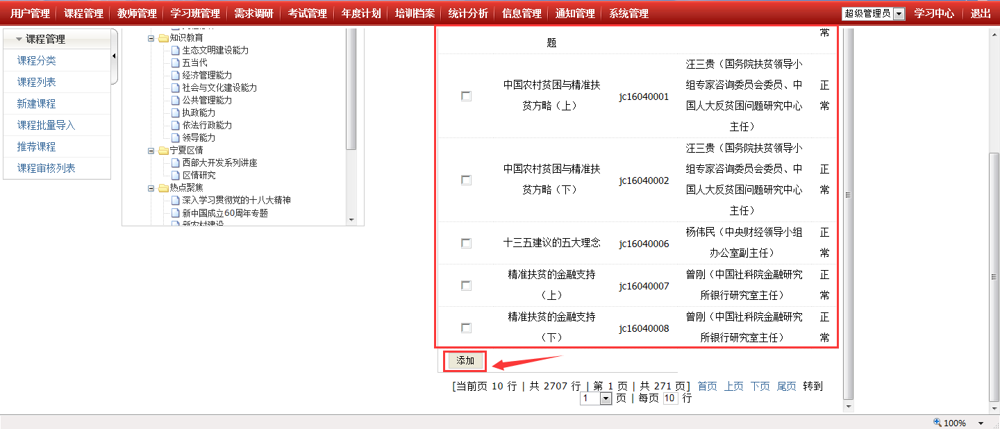 用户管理 课程管理 教师管理 学习班管理 需求调研 考试管理 年度计划 培训档案 统计分析 信息管理 通知管理 系统管理 超级管理员 学习中心 退出
课程管理
课程分类
课程列表
新建课程
课程批量导入
推荐课程
课程审核列表
知识教育
生态文明建设能力
五当代
经济管理能力
社会与文化建设能力
公共管理能力
执政能力
依法行政能力
领导能力
宁夏区情
西部大开发系列讲座
区情研究
热点聚焦
深入学习贯彻党的十八大精神
新中国成立60周年专题
新农村建设
常
题
汪三贵（国务院扶贫领导小
中国农村贫困与精准扶 组专家咨询委员会委员、中 正
jc16040001
贫方略（上） 国人大反贫困问题研究中心 常
主任）
汪三贵（国务院扶贫领导小
中国农村贫困与精准扶 组专家咨询委员会委员、中 正
jc16040002
贫方略（下） 国人大反贫困问题研究中心 常
主任）
杨伟民（中央财经领导小组 正
十三五建议的五大理念 jc16040006
办公室副主任） 常
精准扶贫的金融支持 曾刚（中国社科院金融研究 正
jc16040007
（上） 所银行研究室主任） 常
精准扶贫的金融支持 曾刚（中国社科院金融研究 正
jc16040008
（下） 所银行研究室主任） 常
添加
[当前页 10 行 | 共 2707 行 | 第 1 页 | 共 271 页] 首页 上页 下页 尾页 转到
1 页 | 每页 10 行
100%